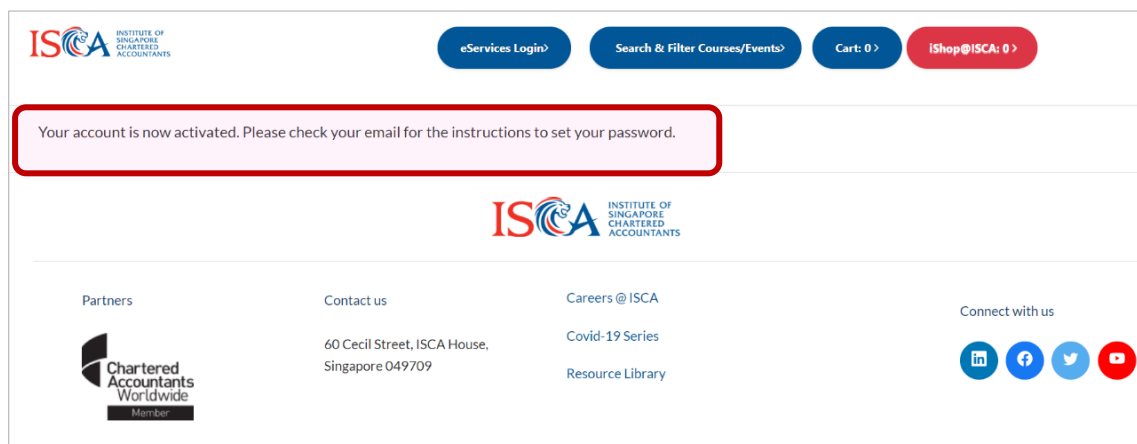 ISCA INSTITUTE OF SINGAPORE CHARTERED ACCOUNTANTS
eServices Login>
Search & Filter Courses/Events>
Cart: 0 >
iShop@ISCA: 0 >
Your account is now activated. Please check your email for the instructions to set your password.
ISCA
INSTITUTE OF
SINGAPORE
CHARTERED
ACCOUNTANTS
Partners
Chartered
Accountants
Worldwide
Member
Contact us
60 Cecil Street, ISCA House,
Singapore 049709
Careers @ ISCA
Covid-19 Series
Resource Library
Connect with us
in
f